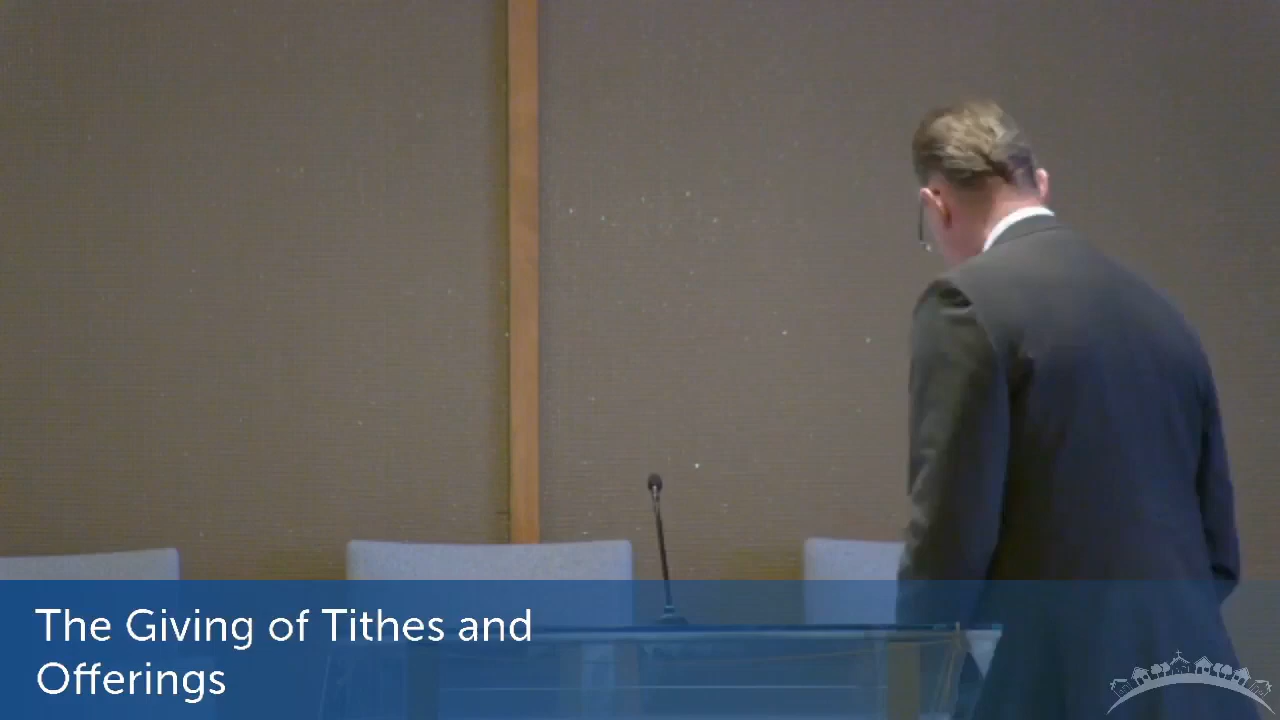 The Giving of Tithes and
Offerings